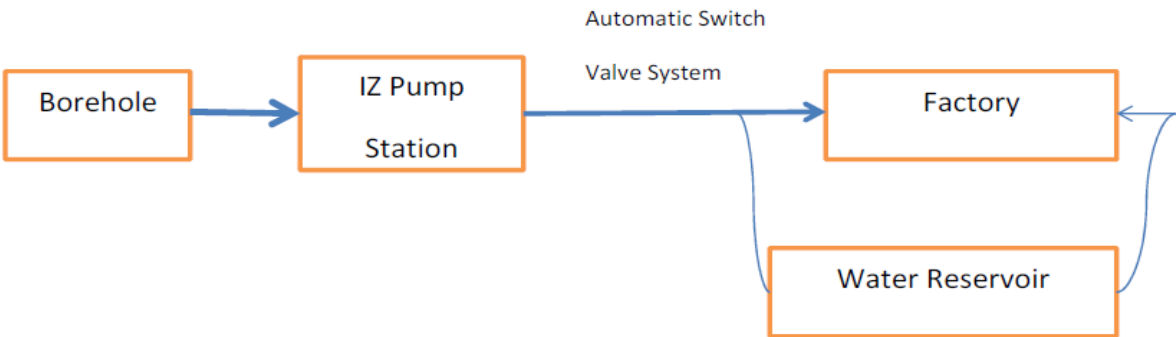 Automatic Switch
Valve System
Borehole
IZ Pump
Station
Factory
Water Reservoir